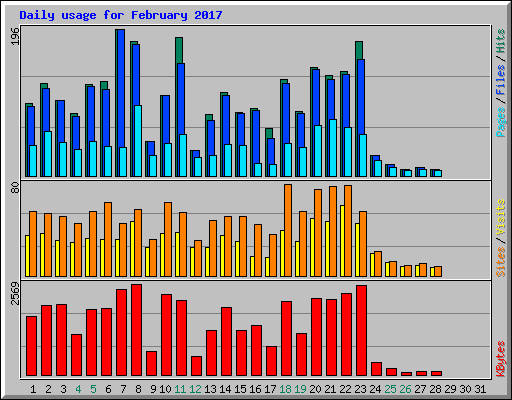 Daily usage for February 2017
196
Pages/Files/Hits
80
Sites/Visits
2569
KBytes
1 2 3 4 5 6 7 8 9 10 11 12 13 14 15 16 17 18 19 20 21 22 23 24 25 26 27 28 29 30 31